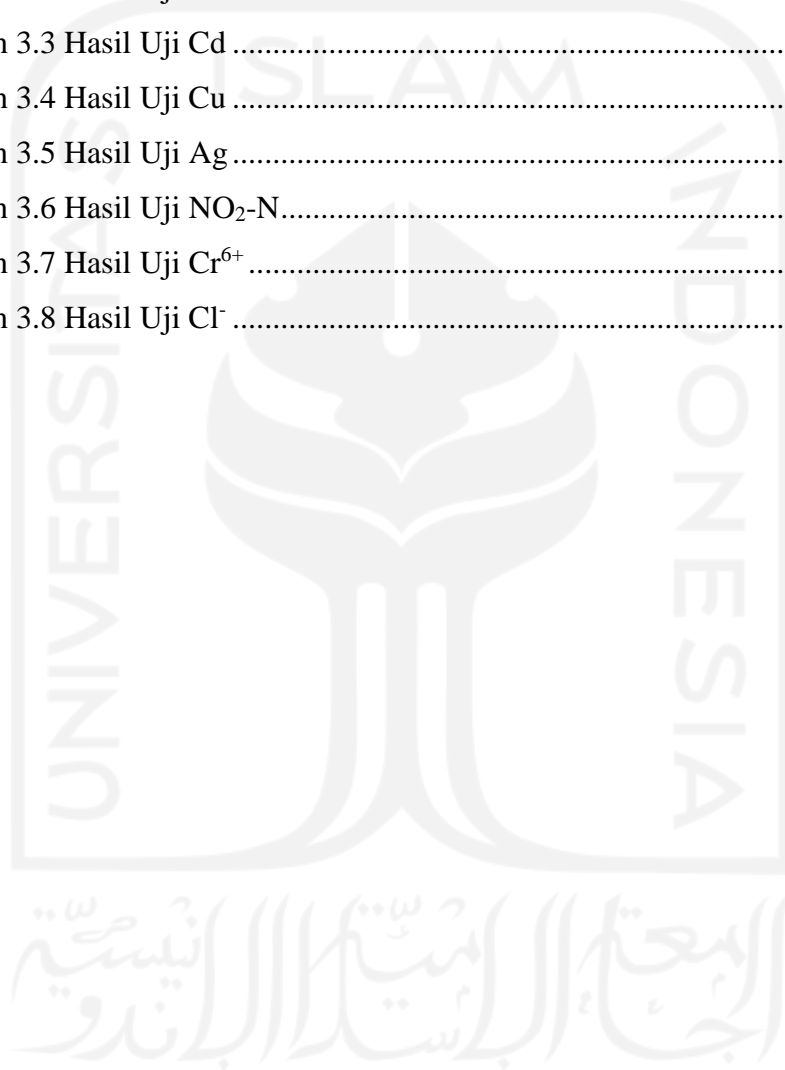 n 3.3 Hasil Uji Cd ....................................................................
n 3.4 Hasil Uji Cu ....................................................................
n 3.5 Hasil Uji Ag ....................................................................
n 3.6 Hasil Uji NO₂-N..............................................................
n 3.7 Hasil Uji Cr⁶⁺ ..................................................................
n 3.8 Hasil Uji Cl⁻ ....................................................................
ISLAM
UNIVERSITAS
INDONESIA